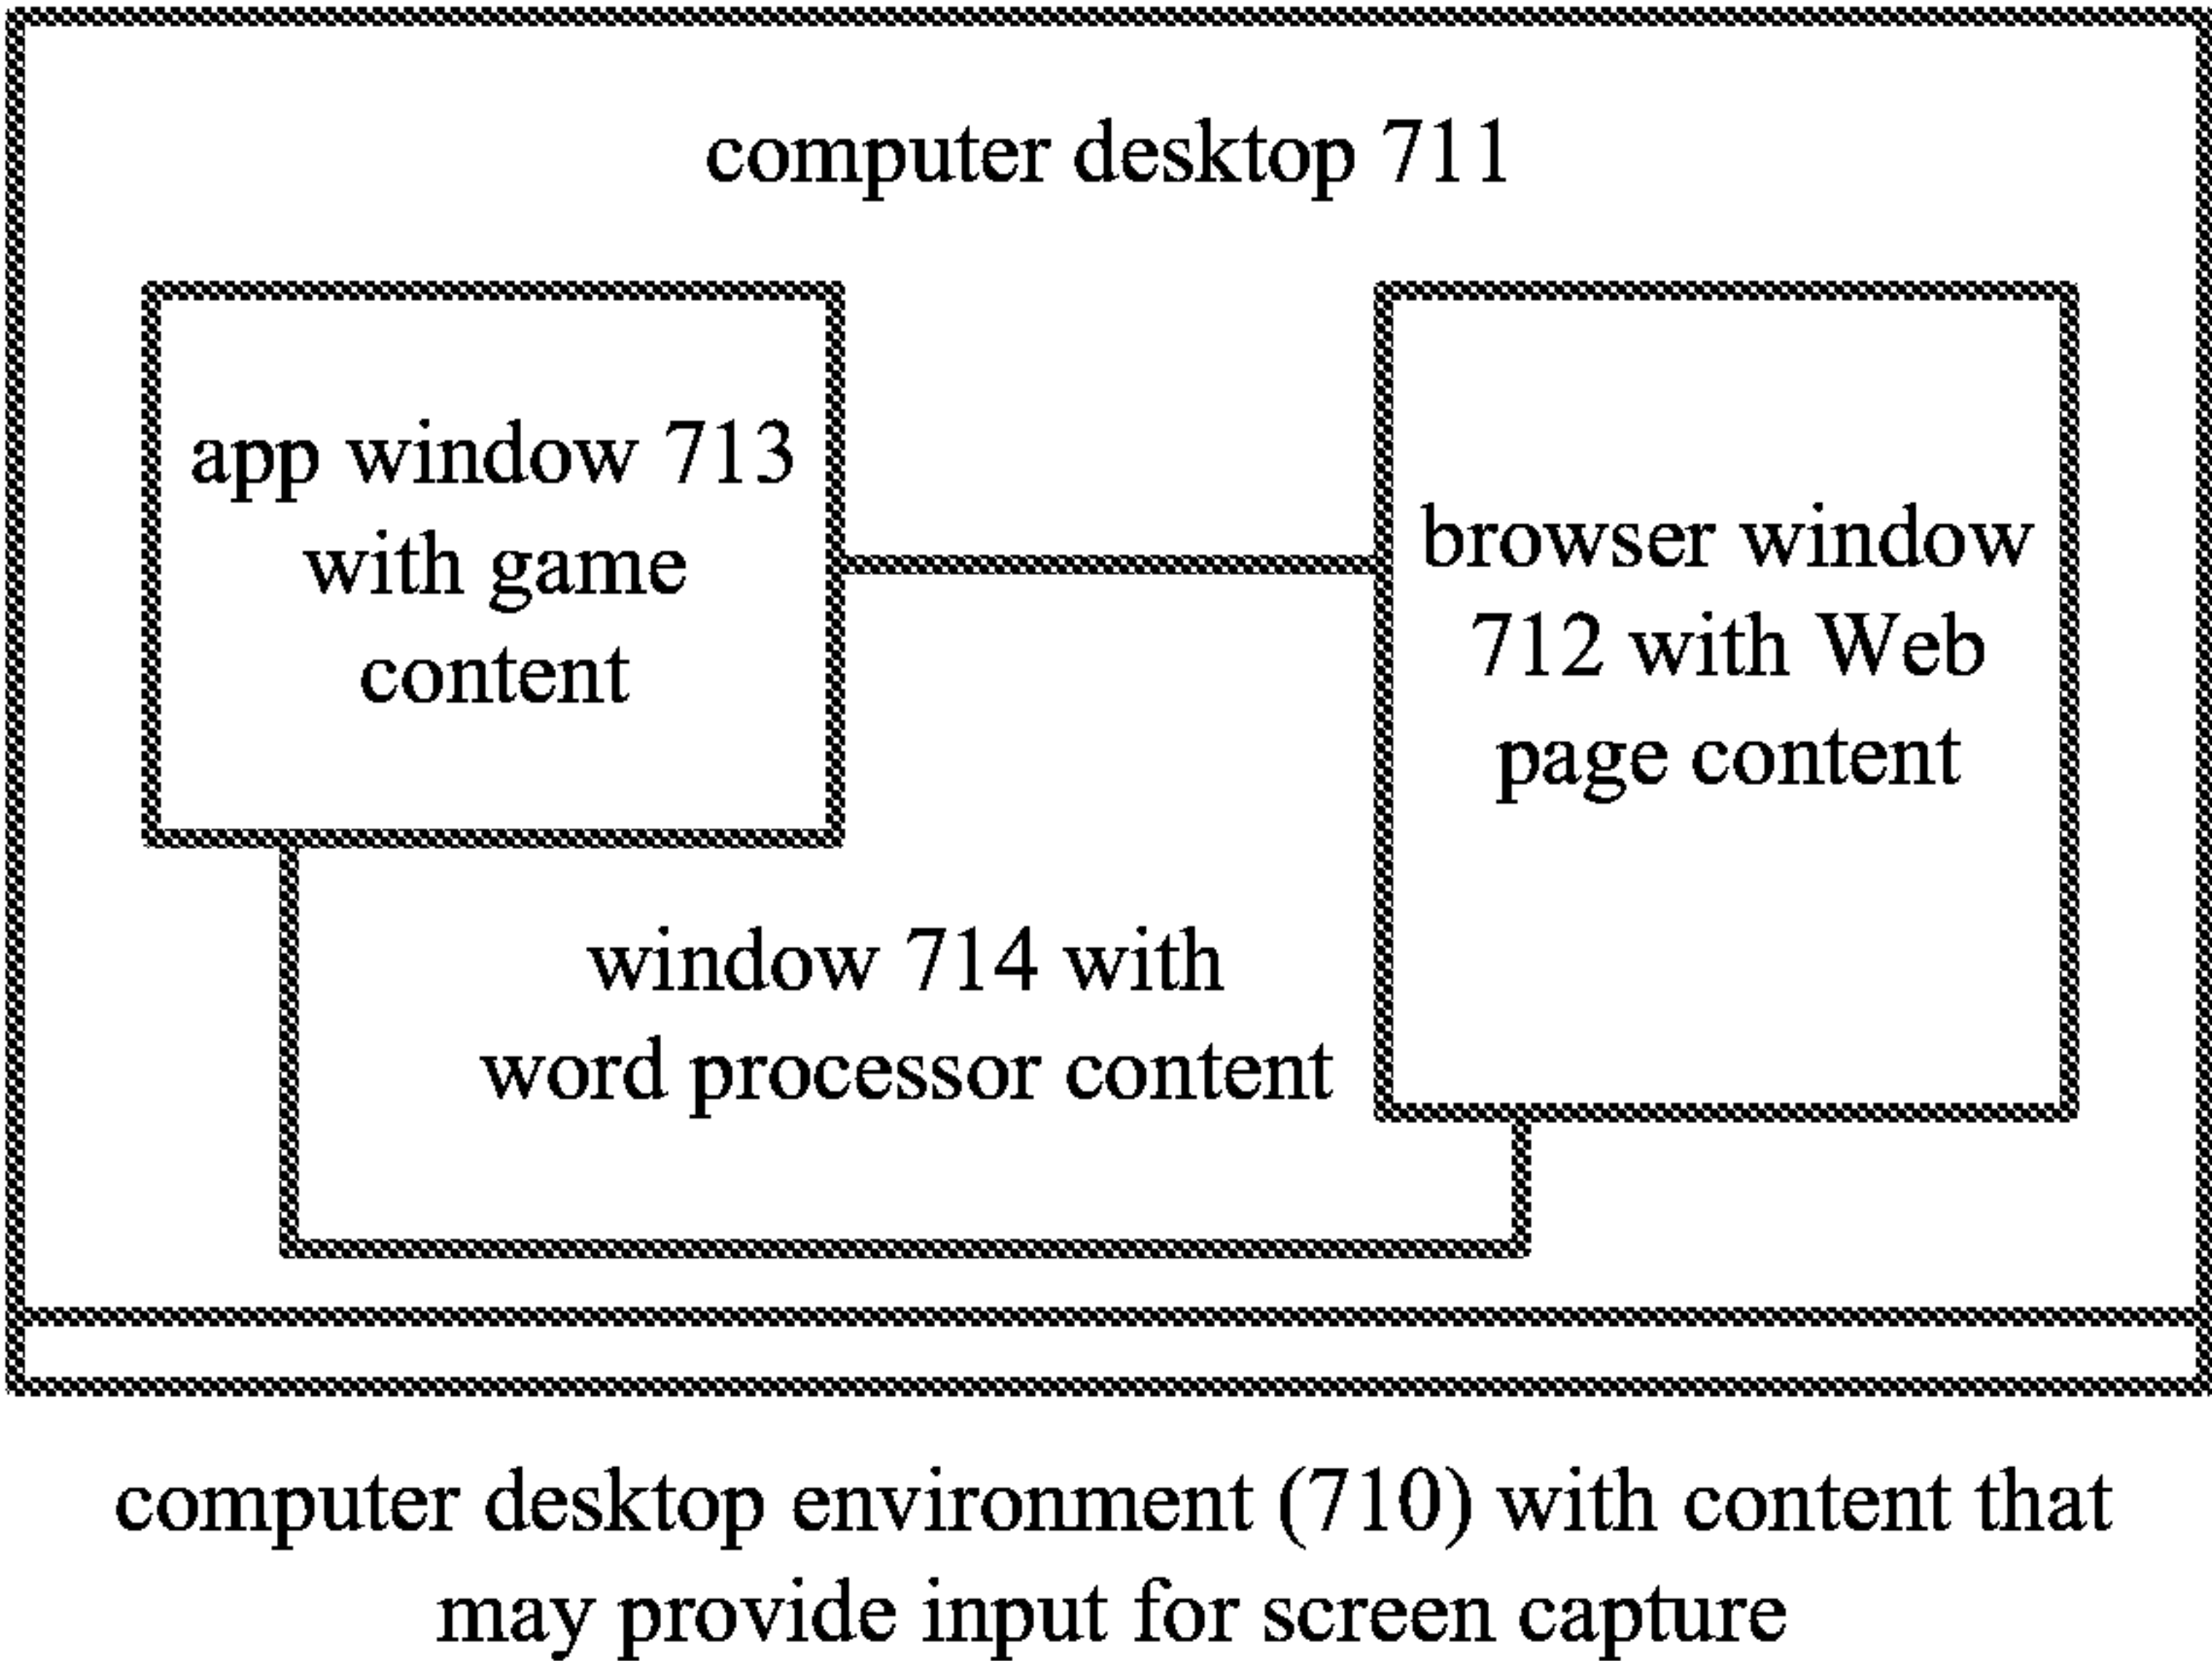 computer desktop 711
app window 713
with game
content
browser window
712 with Web
page content
window 714 with
word processor content
computer desktop environment (710) with content that
may provide input for screen capture